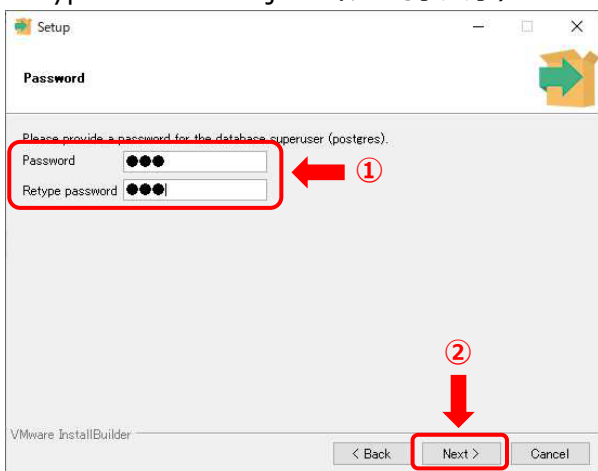 Setup
Password
Please provide a password for the database superuser (postgres).
Password ●●●
①
Retype password ●●●
②
VMware InstallBuilder
< Back Next > Cancel